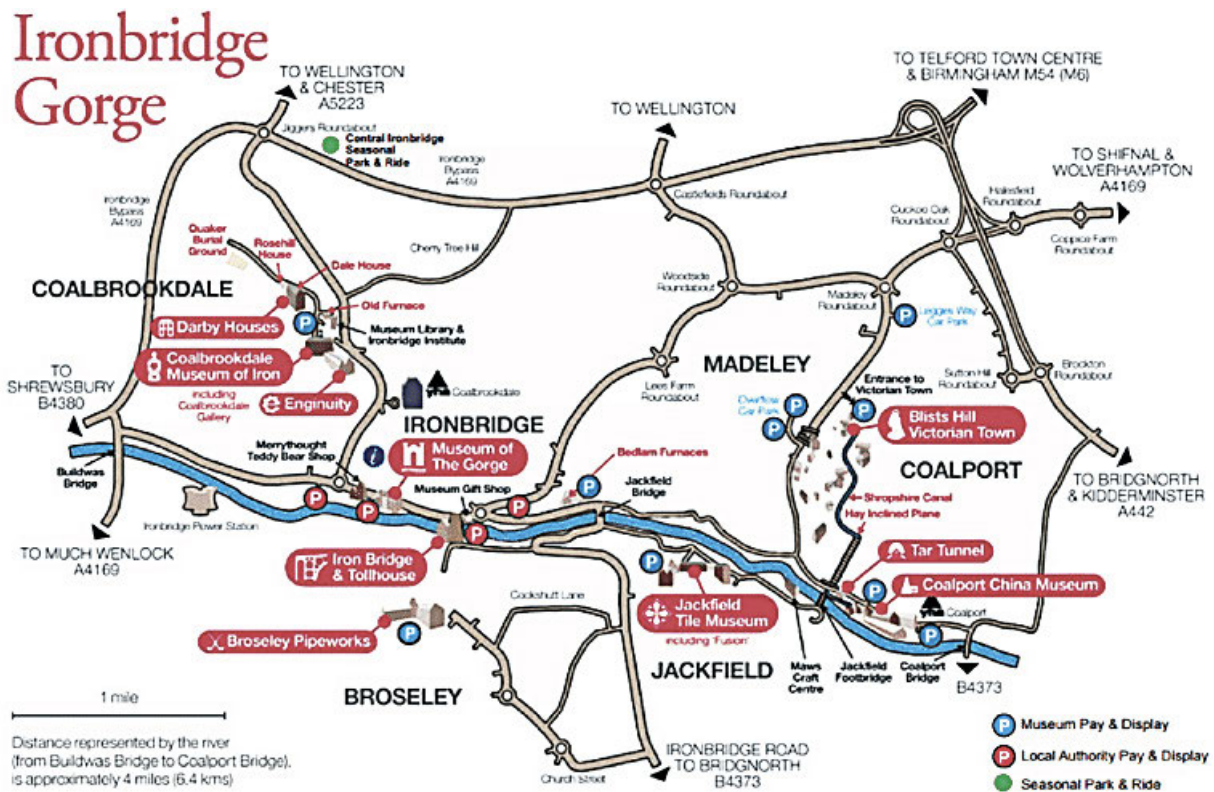 Ironbridge
Gorge
TO WELLINGTON
& CHESTER
A5223
Jiggers Roundabout
Central Ironbridge
Seasonal
Park & Ride
Ironbridge
Bypass
A4169
TO WELLINGTON
TO TELFORD TOWN CENTRE
& BIRMINGHAM M54 (M6)
TO SHIFNAL &
WOLVERHAMPTON
A4169
Castlefields Roundabout
Halesfield
Roundabout
Cuckoo Oak
Roundabout
Coppice Farm
Roundabout
Ironbridge
Bypass
A4169
Quaker
Burial
Ground
Rosehill
House
Dale House
Cherry Tree Hill
Woodside
Roundabout
Madeley
Roundabout
COALBROOKDALE
Old Furnace
Darby Houses
P
Museum Library &
Ironbridge Institute
P
Legges Way
Car Park
Coalbrookdale
Museum of Iron
including
Coalbrookdale
Gallery
Enginuity
Coalbrookdale
MADELEY
Lees Farm
Roundabout
Sutton Hill
Roundabout
Brockton
Roundabout
TO
SHREWSBURY
B4380
Entrance to
Victorian Town
Overflow
Car Park
P
P
P
Blists Hill
Victorian Town
IRONBRIDGE
Merrythought
Teddy Bear Shop
i
Museum of
The Gorge
Bedlam Furnaces
COALPORT
Buildwas
Bridge
Museum Gift Shop
P
Jackfield
Bridge
TO BRIDGNORTH
& KIDDERMINSTER
A442
P
P
P
P
Shropshire Canal
Hay Inclined Plane
Ironbridge Power Station
TO MUCH WENLOCK
A4169
Iron Bridge
& Tollhouse
P
Tar Tunnel
P
Coalport China Museum
Cockshutt Lane
Jackfield
Tile Museum
including 'Fusion'
Coalport
P
Broseley Pipeworks
P
JACKFIELD
Maws
Craft
Centre
Jackfield
Footbridge
Coalport
Bridge
B4373
BROSELEY
1 mile
Distance represented by the river
(from Buildwas Bridge to Coalport Bridge),
is approximately 4 miles (6.4 kms)
Church Street
IRONBRIDGE ROAD
TO BRIDGNORTH
B4373
P Museum Pay & Display
P Local Authority Pay & Display
Seasonal Park & Ride